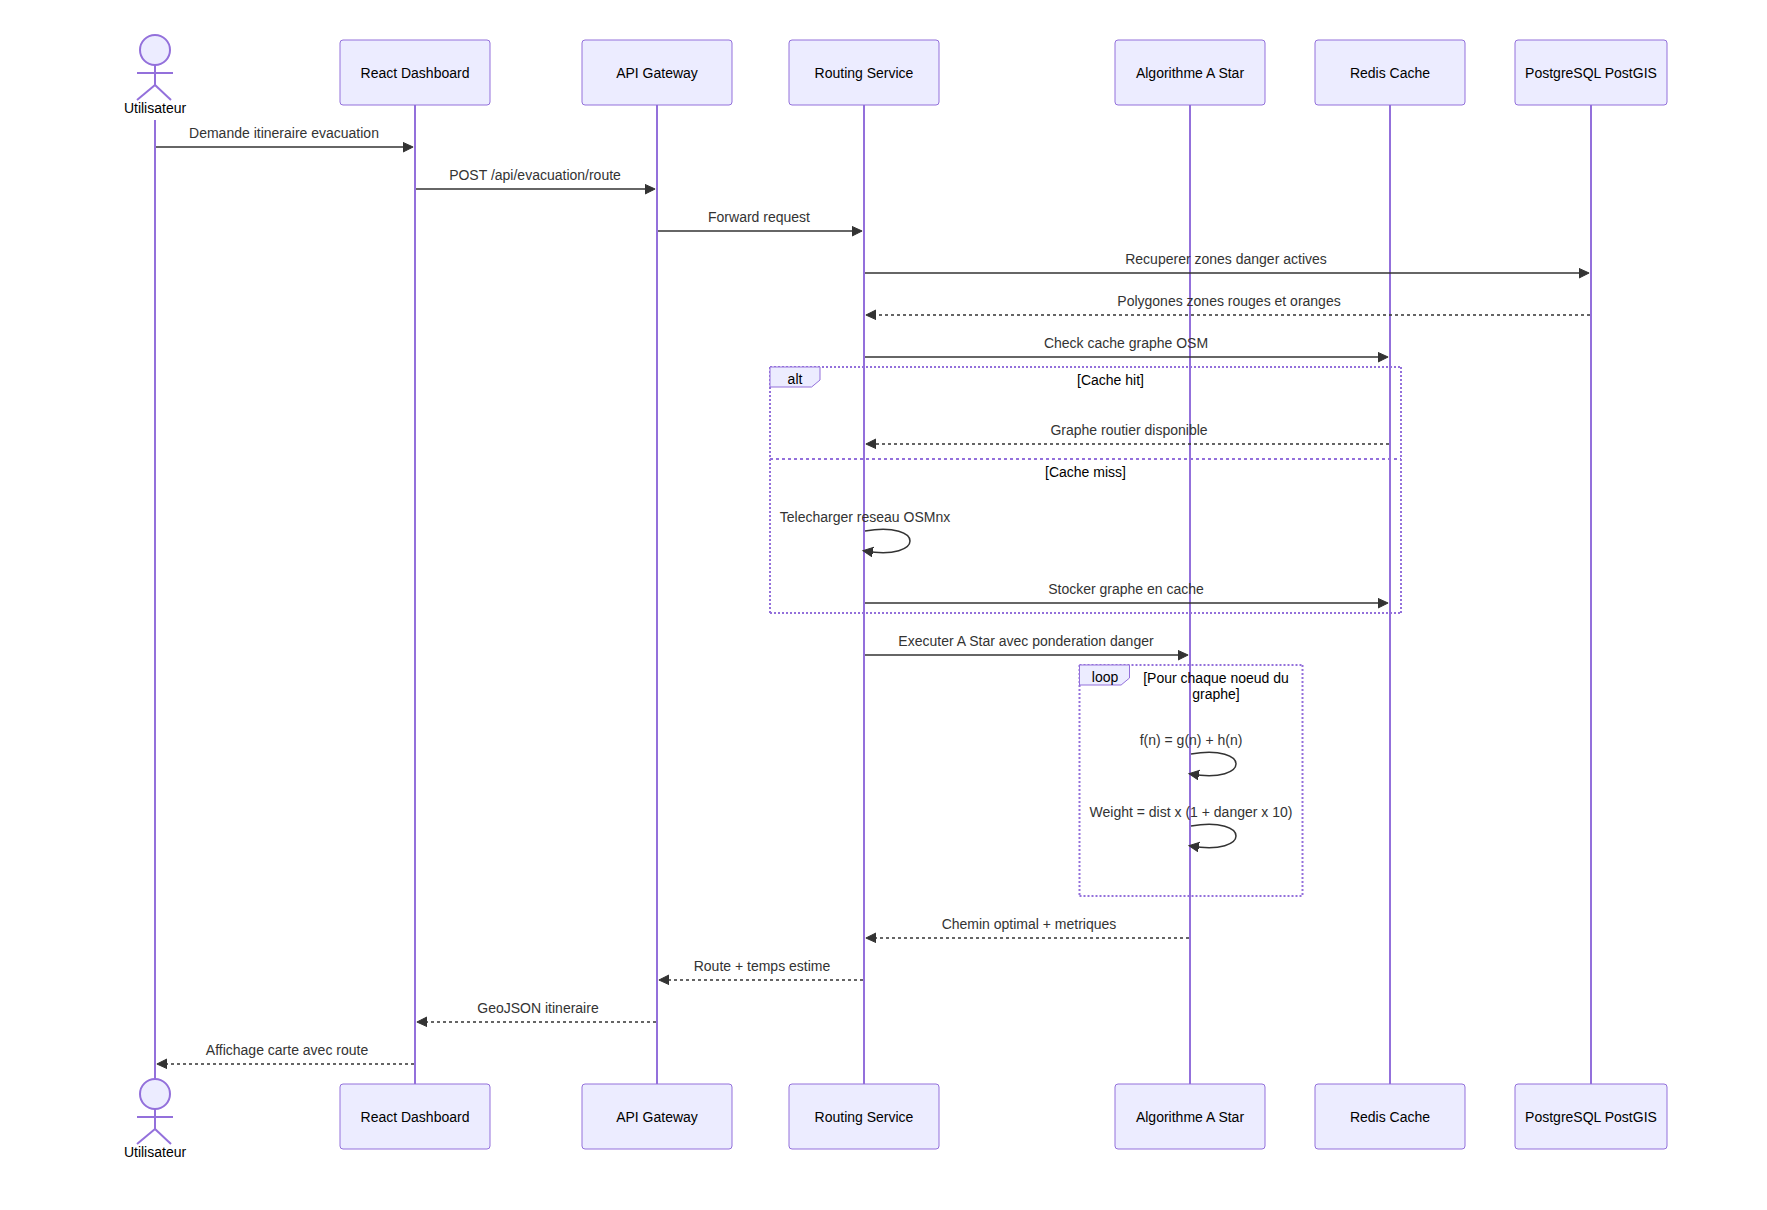 Utilisateur
React Dashboard
API Gateway
Routing Service
Algorithme A Star
Redis Cache
PostgreSQL PostGIS
Demande itineraire evacuation
POST /api/evacuation/route
Forward request
Recuperer zones danger actives
Polygones zones rouges et oranges
Check cache graphe OSM
alt
[Cache hit]
Graphe routier disponible
[Cache miss]
Telecharger reseau OSMnx
Stocker graphe en cache
Executer A Star avec ponderation danger
loop
[Pour chaque noeud du
graphe]
f(n) = g(n) + h(n)
Weight = dist x (1 + danger x 10)
Chemin optimal + metriques
Route + temps estime
GeoJSON itineraire
Affichage carte avec route
Utilisateur
React Dashboard
API Gateway
Routing Service
Algorithme A Star
Redis Cache
PostgreSQL PostGIS